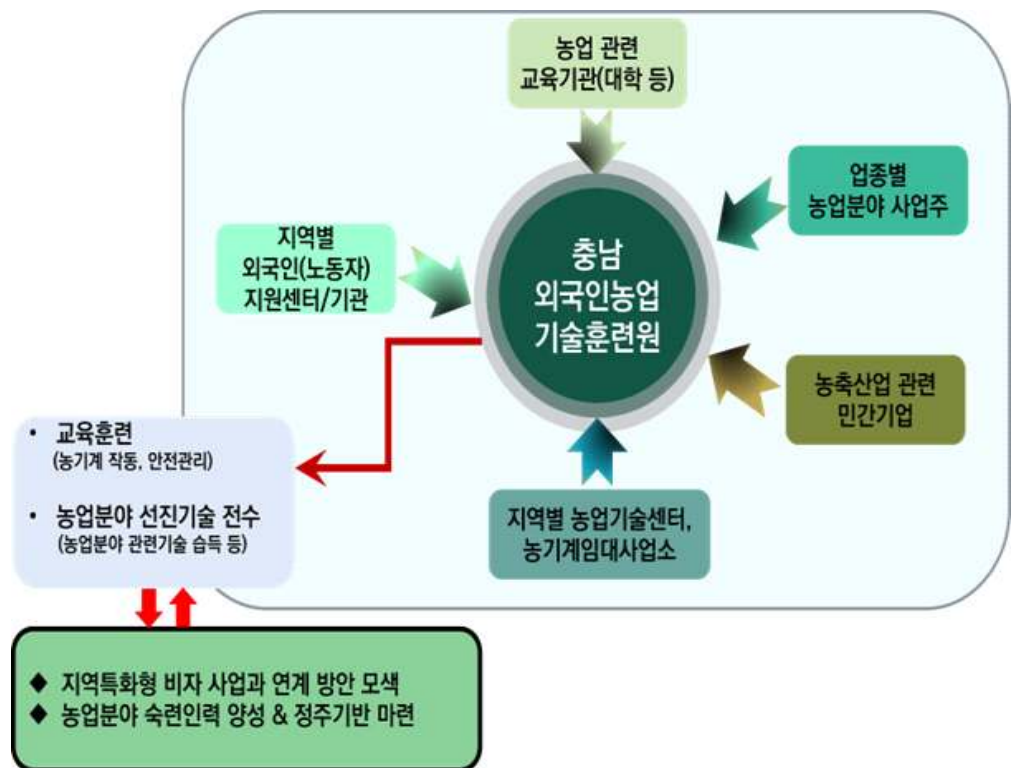 농업 관련
교육기관(대학 등)
업종별
농업분야 사업주
지역별
외국인(노동자)
지원센터/기관
충남
외국인농업
기술훈련원
농축산업 관련
민간기업
지역별 농업기술센터,
농기계임대사업소
• 교육훈련
(농기계 작동, 안전관리)
• 농업분야 선진기술 전수
(농업분야 관련기술 습득 등)
◆ 지역특화형 비자 사업과 연계 방안 모색
◆ 농업분야 숙련인력 양성 & 정주기반 마련